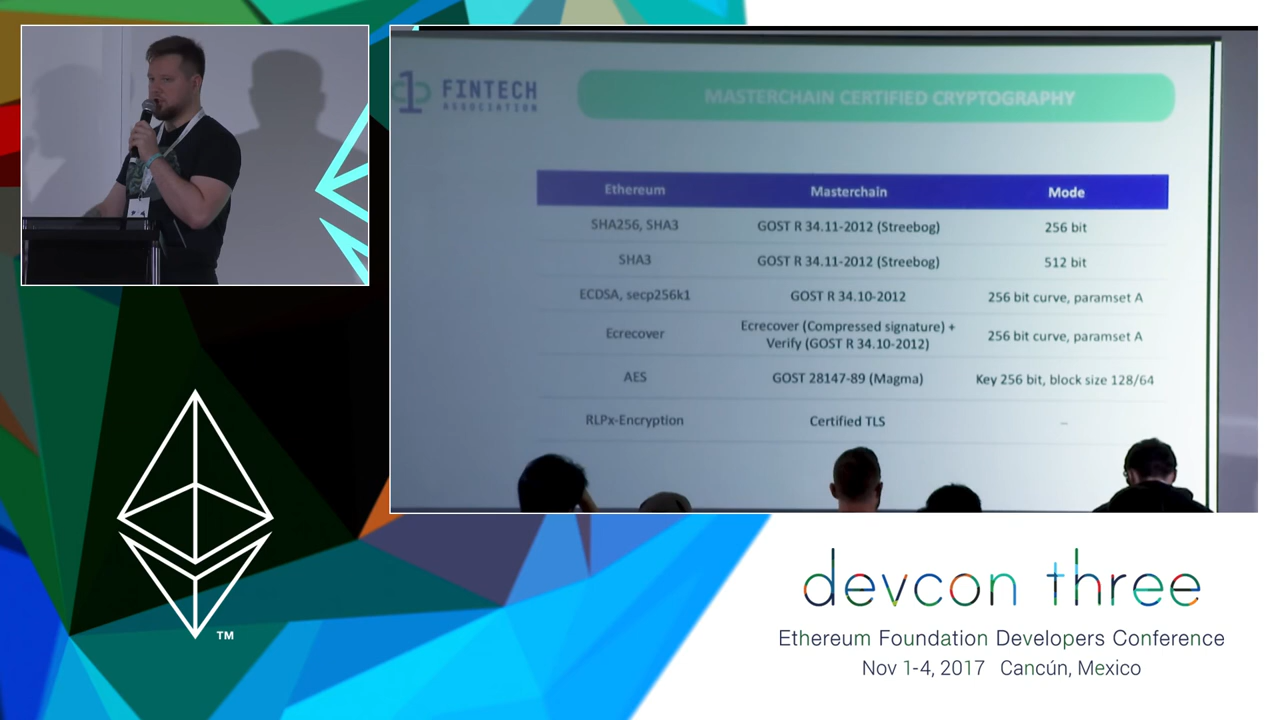 FINTECH
ASSOCIATION
MASTERCHAIN CERTIFIED CRYPTOGRAPHY
Ethereum Masterchain Mode
SHA256, SHA3 GOST R 34.11-2012 (Streebog) 256 bit
SHA3 GOST R 34.11-2012 (Streebog) 512 bit
ECDSA, secp256k1 GOST R 34.10-2012 256 bit curve, paramset A
Ecrecover Ecrecover (Compressed signature) + Verify (GOST R 34.10-2012) 256 bit curve, paramset A
AES GOST 28147-89 (Magma) Key 256 bit, block size 128/64
RLPx-Encryption Certified TLS –
TM
devcon three
Ethereum Foundation Developers Conference
Nov 1-4, 2017 Cancún, Mexico